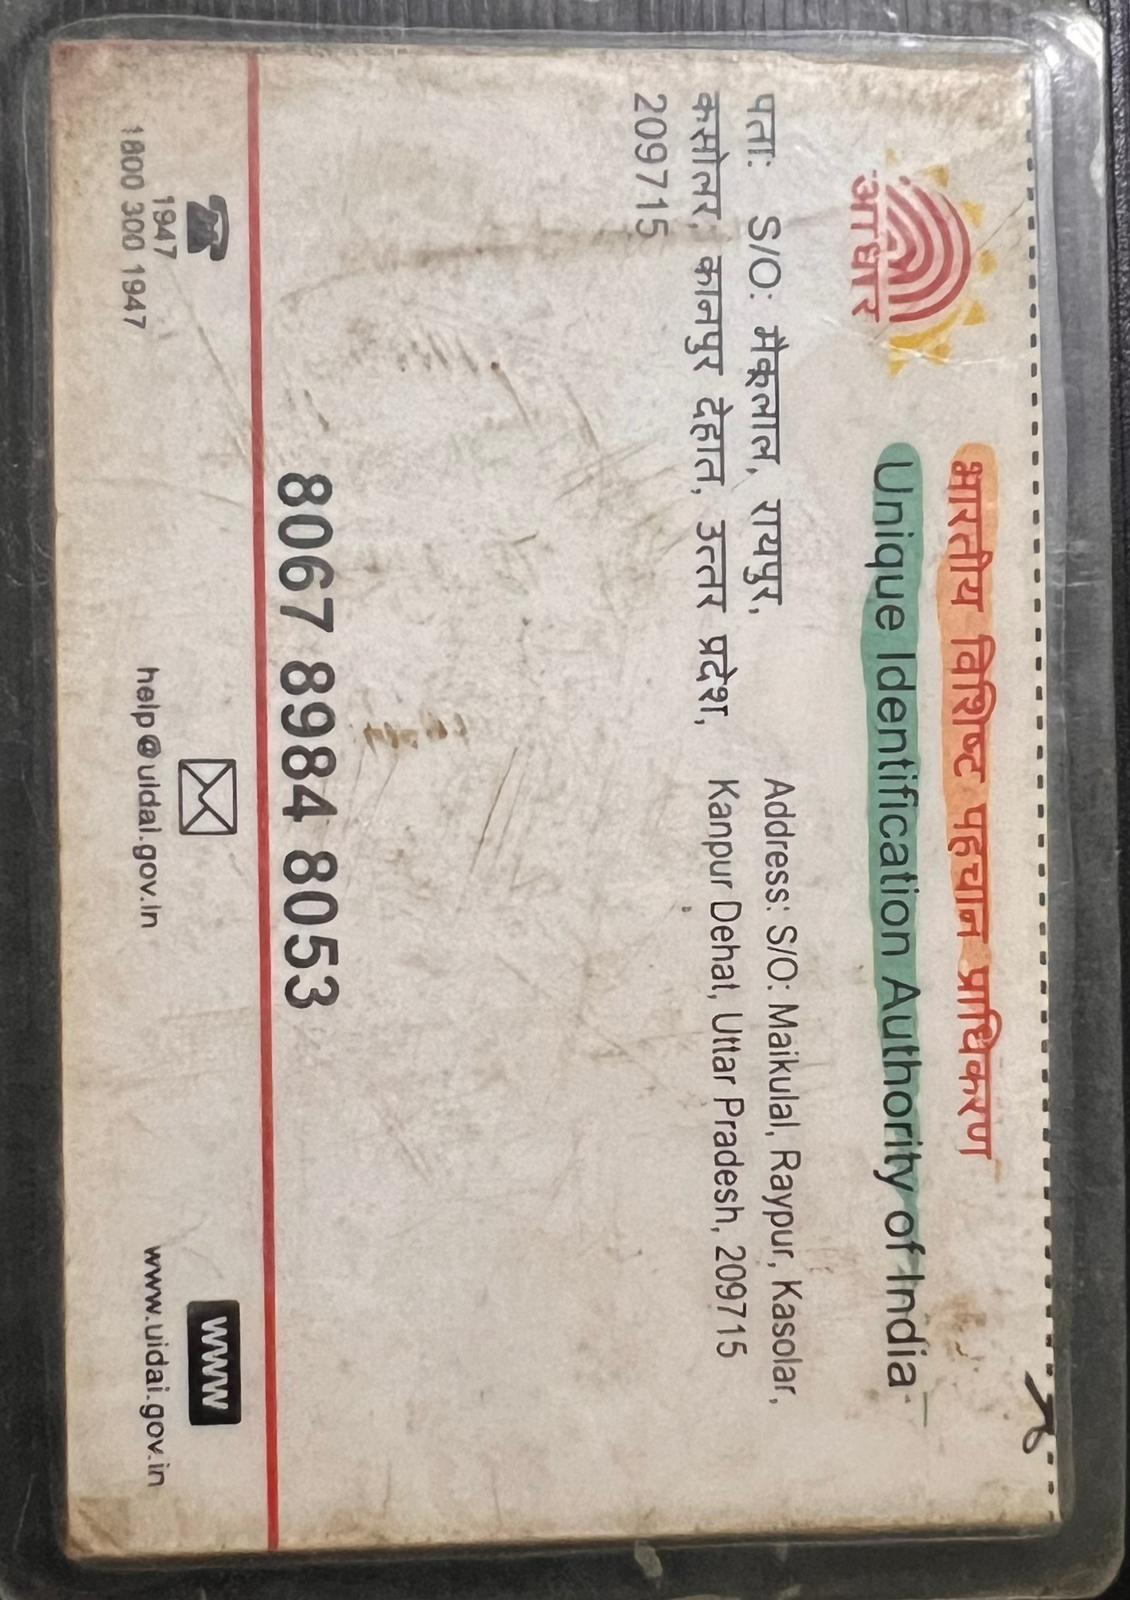 आधार
भारतीय विशिष्ट पहचान प्राधिकरण
Unique Identification Authority of India
पता: S/O: मैकूलाल, रायपुर,
कसोलर, कानपुर देहात, उत्तर प्रदेश,
209715
Address: S/O: Maikulal, Raypur, Kasolar,
Kanpur Dehat, Uttar Pradesh, 209715
8067 8984 8053
1947
1800 300 1947
help@uidai.gov.in
WWW
www.uidai.gov.in